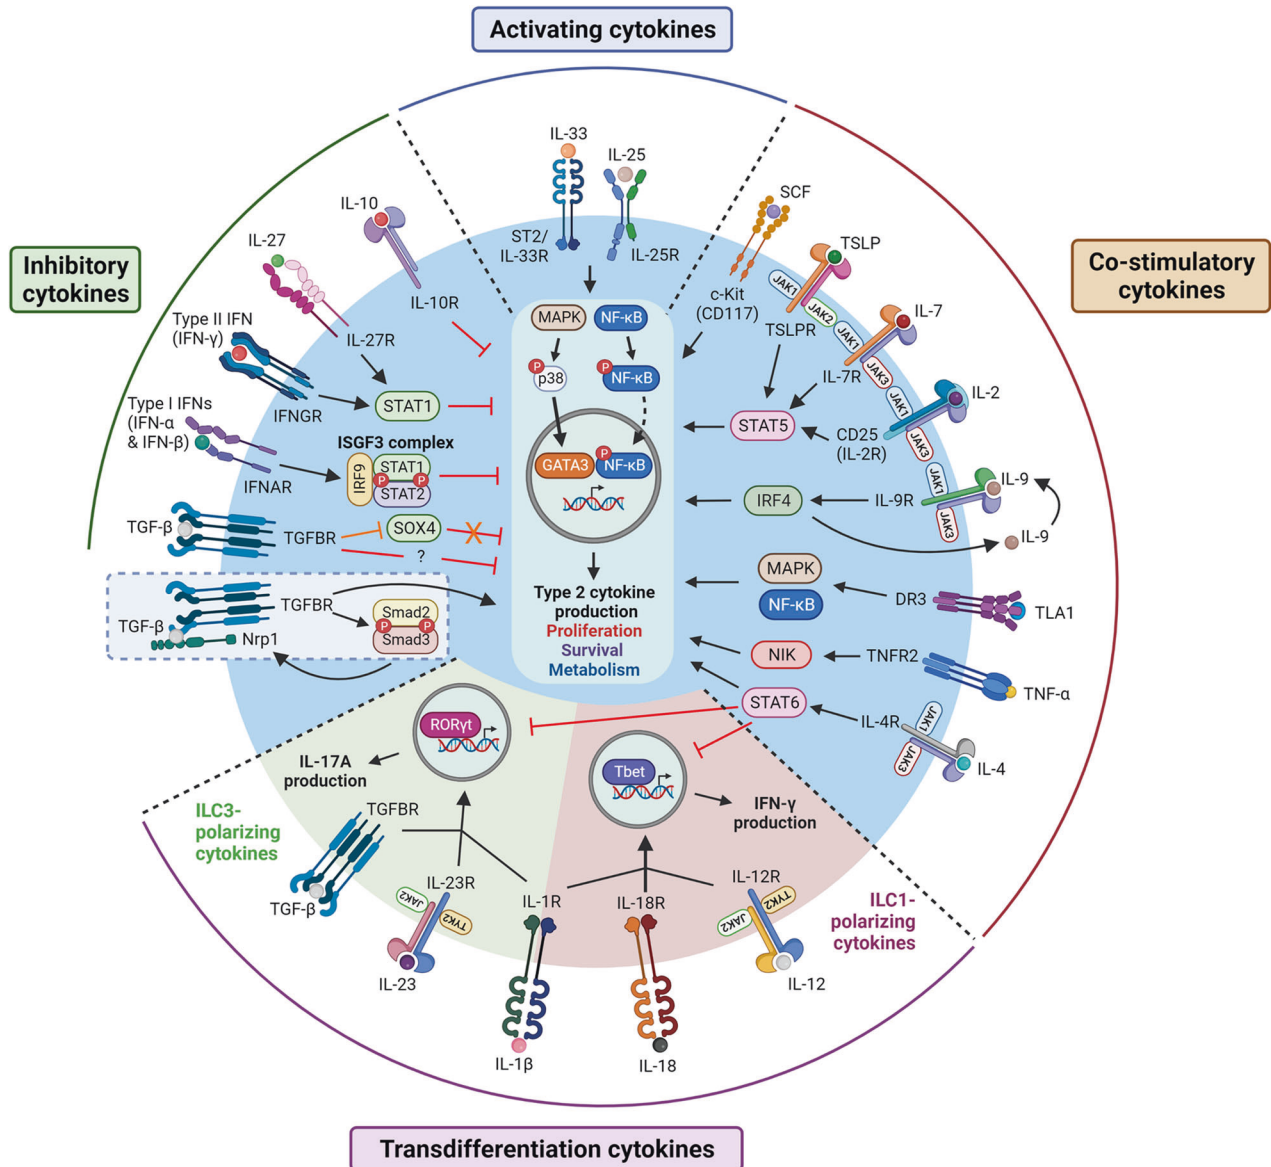 Activating cytokines
Inhibitory
cytokines
Co-stimulatory
cytokines
IL-33
IL-25
ST2/
IL-33R
IL-25R
MAPK
NF-κB
P
p38
P
NF-κB
GATA3
P
NF-κB
Type 2 cytokine
production
Proliferation
Survival
Metabolism
IL-10
IL-10R
IL-27
IL-27R
Type II IFN
(IFN-γ)
IFNGR
STAT1
Type I IFNs
(IFN-α
& IFN-β)
IFNAR
ISGF3 complex
IRF9
STAT1
P
P
STAT2
TGF-β
TGFBR
SOX4
?
TGFBR
TGF-β
Nrp1
Smad2
P
P
Smad3
SCF
c-Kit
(CD117)
TSLP
JAK1
JAK2
TSLPR
IL-7
JAK1
JAK3
IL-7R
STAT5
IL-2
JAK1
JAK3
CD25
(IL-2R)
IL-9
JAK1
JAK3
IL-9R
IRF4
IL-9
MAPK
NF-κB
DR3
TLA1
NIK
TNFR2
TNF-α
STAT6
IL-4R
JAK1
JAK3
IL-4
RORγt
IL-17A
production
ILC3-
polarizing
cytokines
TGFBR
TGF-β
IL-23R
JAK2
TYK2
IL-23
IL-1R
IL-1β
Tbet
IFN-γ
production
IL-18R
IL-18
IL-12R
JAK2
TYK2
IL-12
ILC1-
polarizing
cytokines
Transdifferentiation cytokines